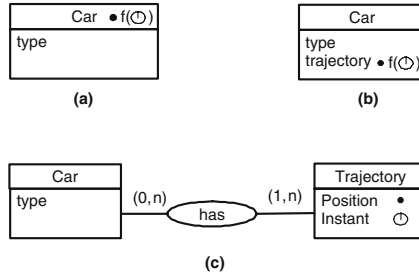 Car • f(◷)
type
(a)
Car
type
trajectory • f(◷)
(b)
Car
type
(0,n)
has
(1,n)
Trajectory
Position •
Instant ◷
(c)